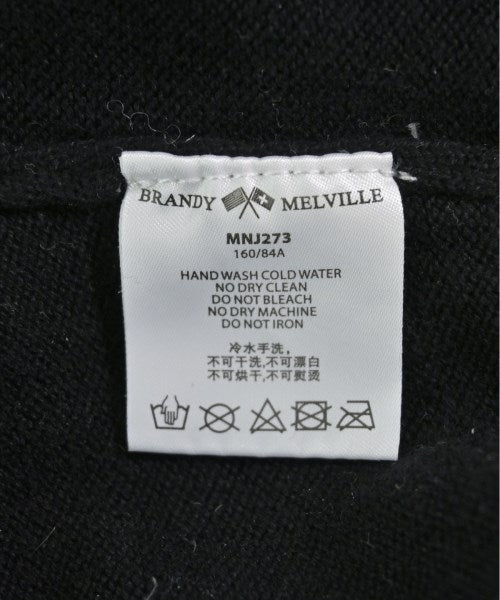 BRANDY MELVILLE
MNJ273
160/84A
HAND WASH COLD WATER
NO DRY CLEAN
DO NOT BLEACH
NO DRY MACHINE
DO NOT IRON
冷水手洗,
不可干洗,不可漂白
不可烘干,不可熨烫